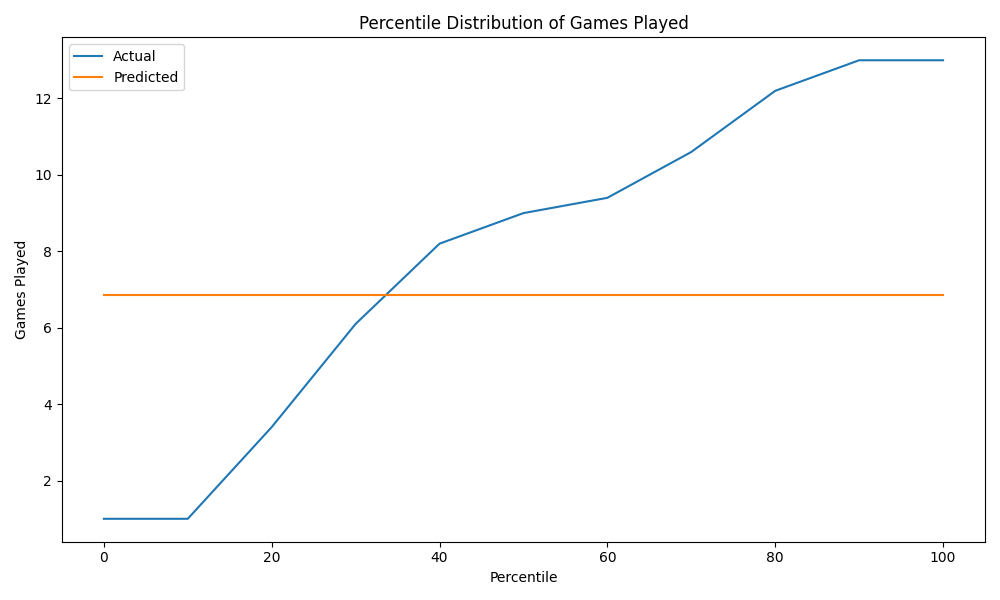 Percentile Distribution of Games Played
Actual
Predicted
12
10
8
6
4
2
Games Played
0 20 40 60 80 100
Percentile